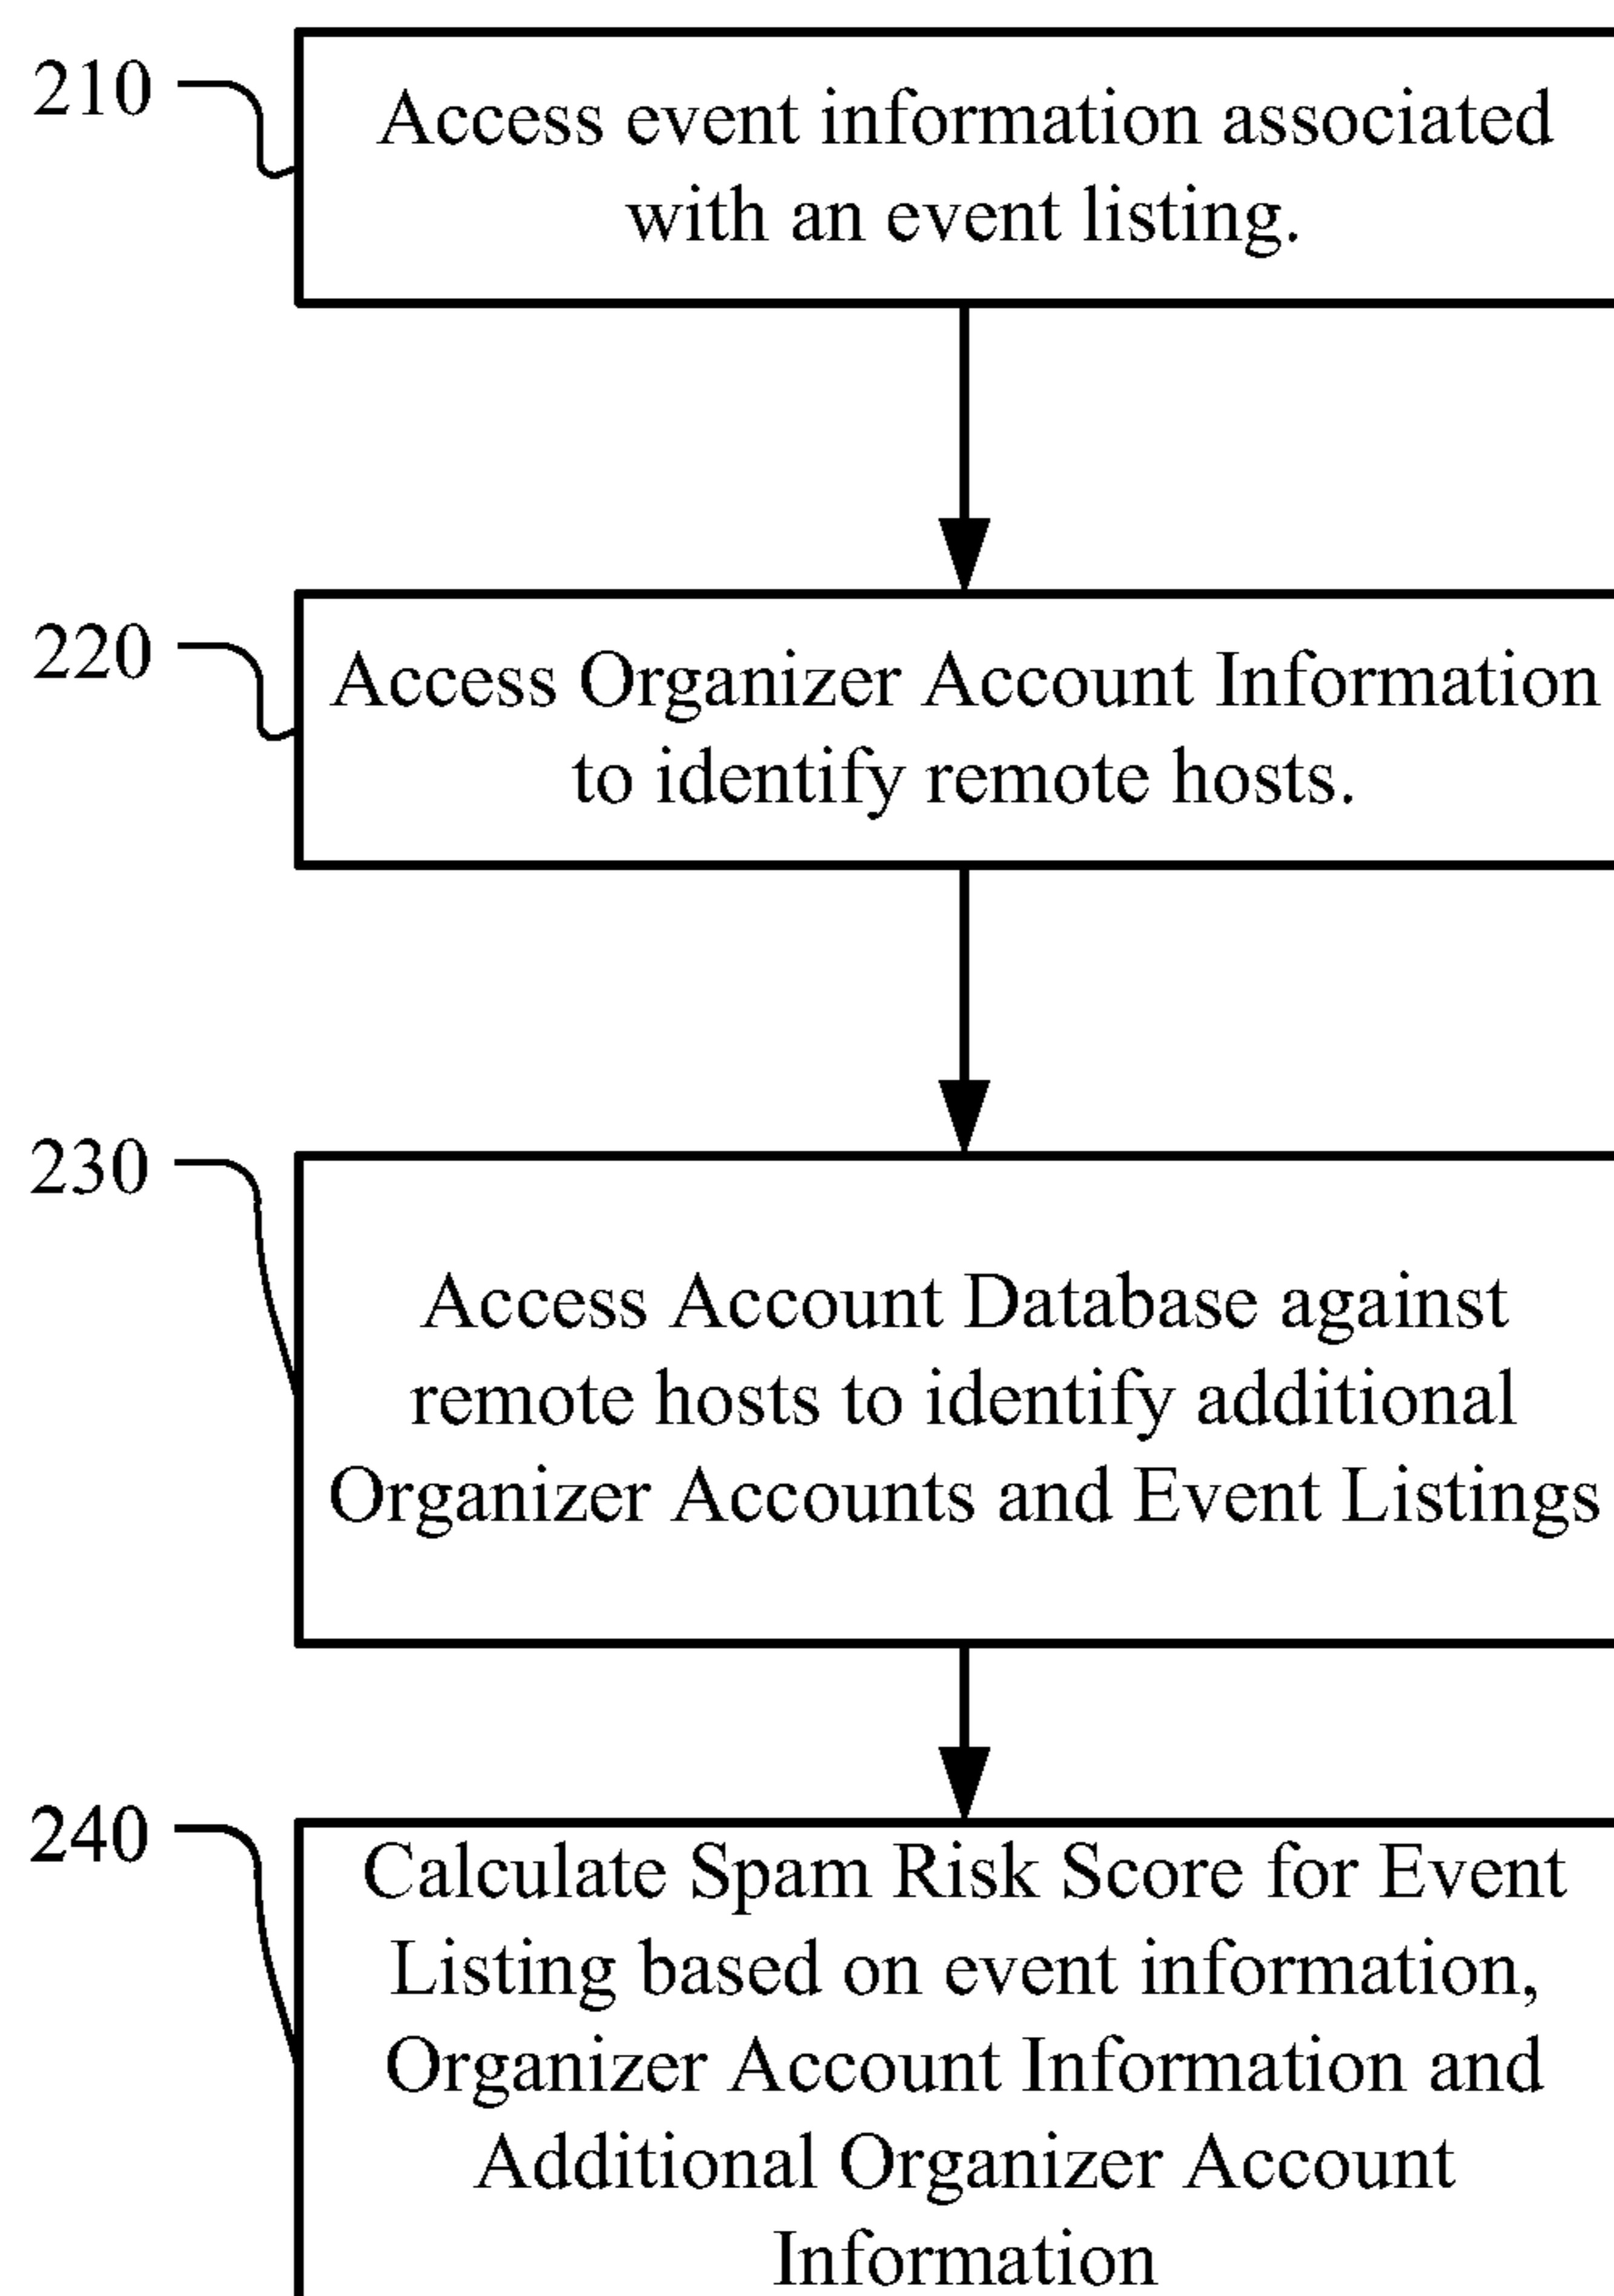 210
Access event information associated
with an event listing.
220
Access Organizer Account Information
to identify remote hosts.
230
Access Account Database against
remote hosts to identify additional
Organizer Accounts and Event Listings
240
Calculate Spam Risk Score for Event
Listing based on event information,
Organizer Account Information and
Additional Organizer Account
Information